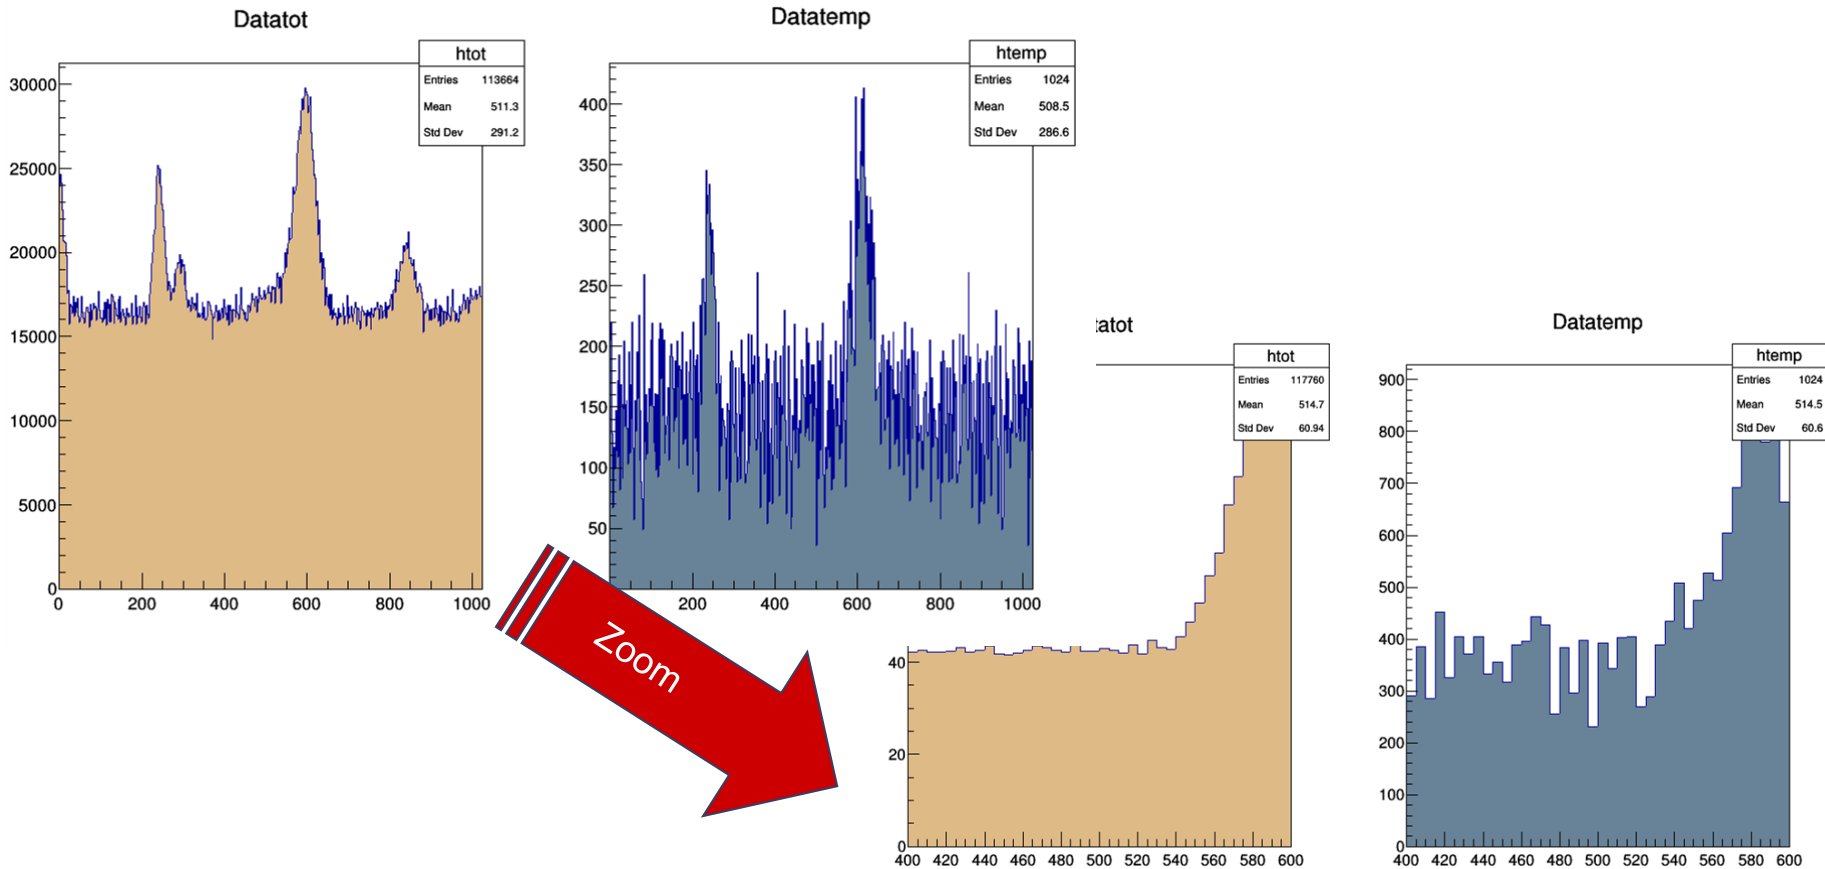 Datatot
htot
Entries 113664
Mean 511.3
Std Dev 291.2
30000
25000
20000
15000
10000
5000
0
0 200 400 600 800 1000
Datatemp
htemp
Entries 1024
Mean 508.5
Std Dev 286.6
400
350
300
250
200
150
100
50
200 400 600 800 1000
Zoom
tatot
htot
Entries 117760
Mean 514.7
Std Dev 60.94
40
20
0
400 420 440 460 480 500 520 540 560 580 600
Datatemp
htemp
Entries 1024
Mean 514.5
Std Dev 60.6
900
800
700
600
500
400
300
200
100
0
400 420 440 460 480 500 520 540 560 580 600